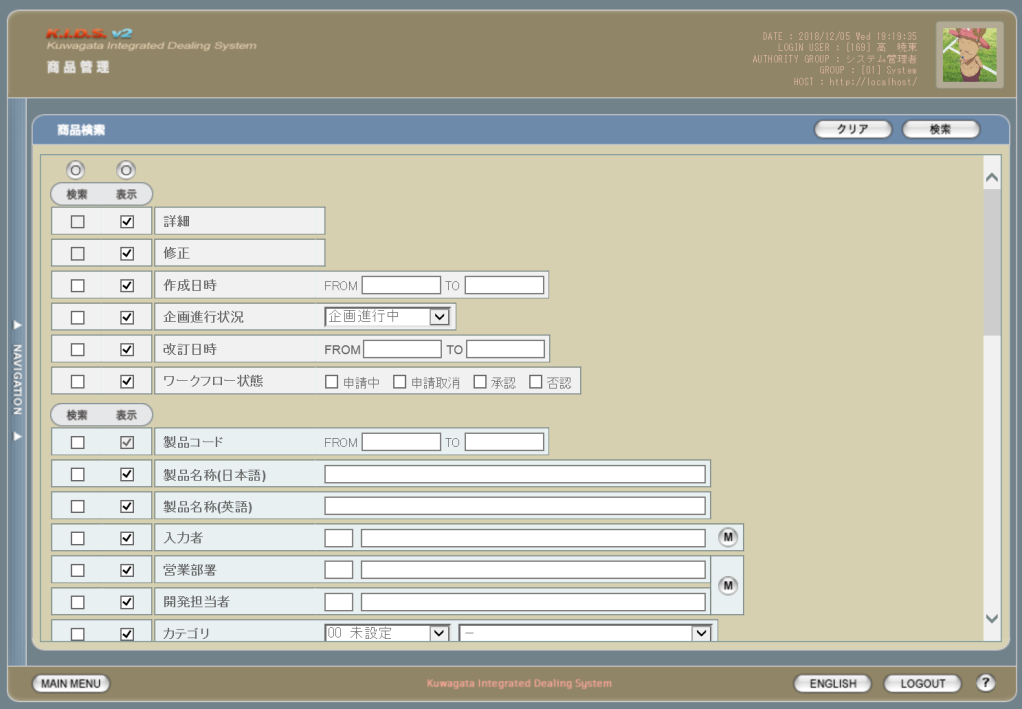 K.I.D.S. v2
Kuwagata Integrated Dealing System
商品管理
DATE : 2018/12/05 Wed 19:19:35
LOGIN USER : [169] 高 暁東
AUTHORITY GROUP : システム管理者
GROUP : [01] System
HOST : http://localhost/
商品検索
クリア 検索
検索 表示
詳細
修正
作成日時 FROM TO
企画進行状況 企画進行中
改訂日時 FROM TO
ワークフロー状態 申請中 申請取消 承認 否認
検索 表示
製品コード FROM TO
製品名称(日本語)
製品名称(英語)
入力者 M
営業部署
M
開発担当者
カテゴリ 00 未設定 -
NAVIGATION
MAIN MENU Kuwagata Integrated Dealing System ENGLISH LOGOUT ?